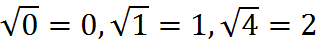 √0 = 0, √1 = 1, √4 = 2